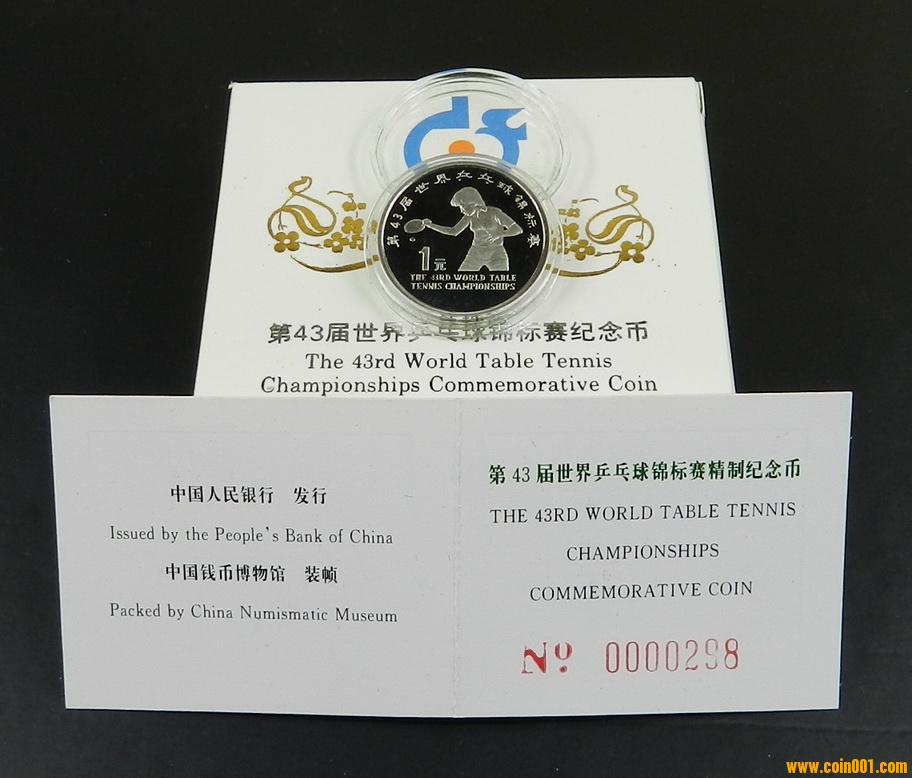 第43届世界乒乓球锦标赛
1元
THE 43RD WORLD TABLE
TENNIS CHAMPIONSHIPS
第43届世界乒乓球锦标赛纪念币
The 43rd World Table Tennis
Championships Commemorative Coin
中国人民银行 发行
Issued by the People's Bank of China
中国钱币博物馆 装帧
Packed by China Numismatic Museum
第 43 届世界乒乓球锦标赛精制纪念币
THE 43RD WORLD TABLE TENNIS
CHAMPIONSHIPS
COMMEMORATIVE COIN
Nº 0000298
www.coin001.com